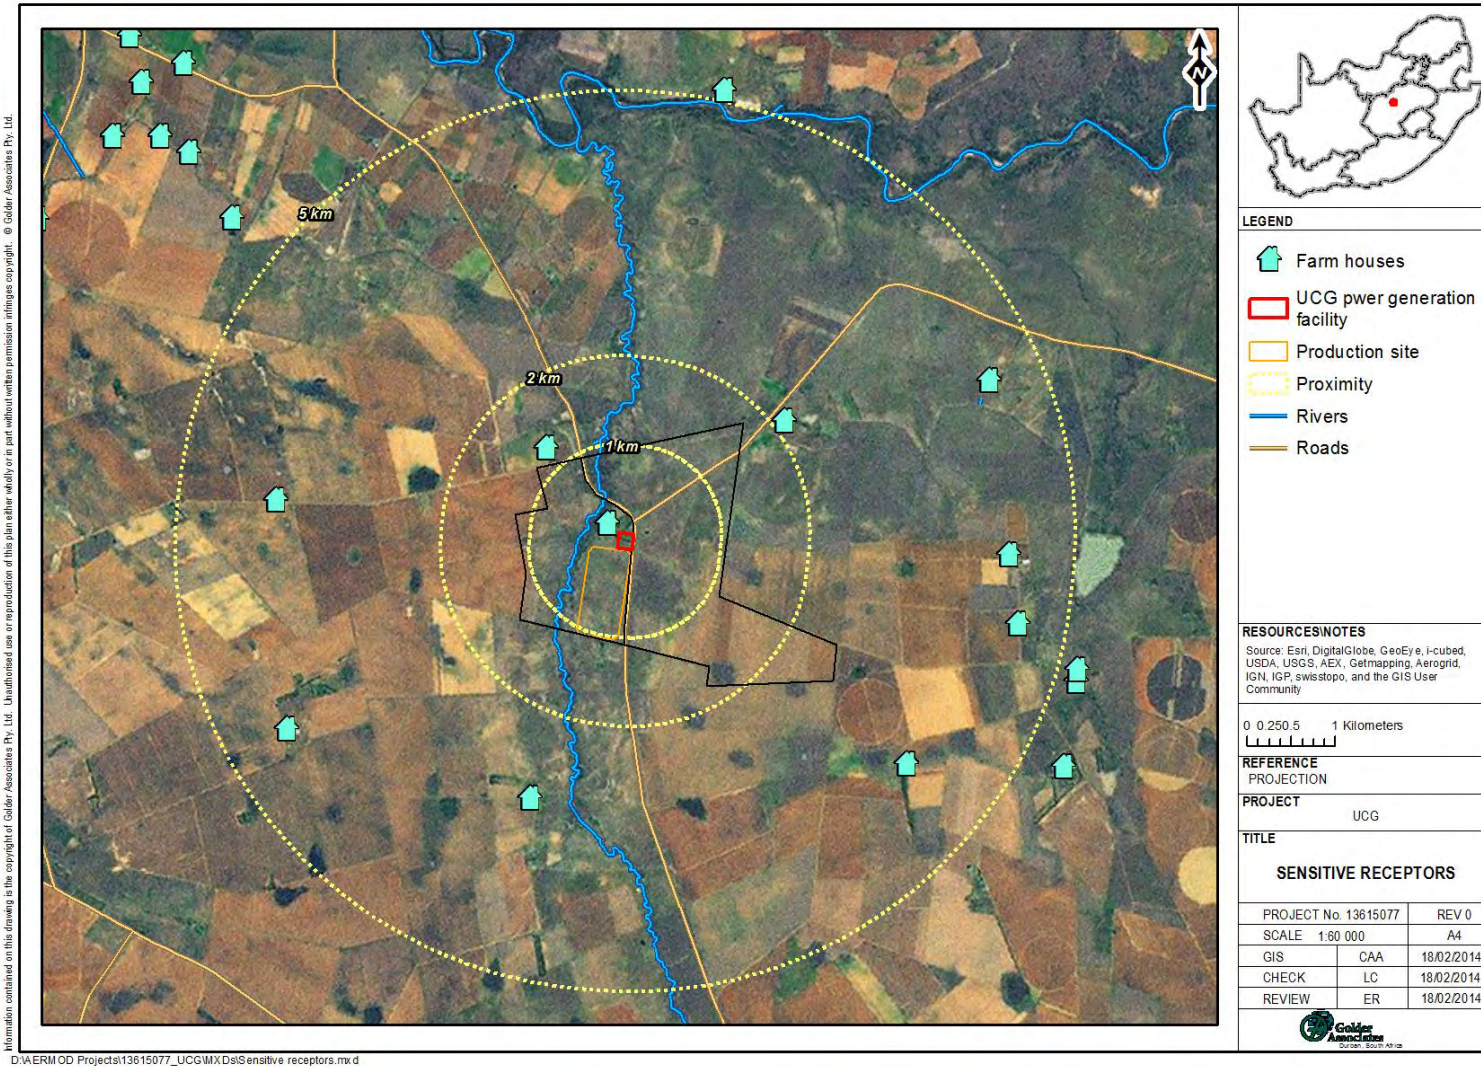 Information contained on this drawing is the copyright of Golder Associates Pty. Ltd. Unauthorised use or reproduction of this plan either wholly or in part without written permission infringes copyright. © Golder Associates Pty. Ltd.
N
5 km
2 km
1 km
LEGEND
Farm houses
UCG pwer generation
facility
Production site
Proximity
Rivers
Roads
RESOURCES\NOTES
Source: Esri, DigitalGlobe, GeoEye, i-cubed,
USDA, USGS, AEX, Getmapping, Aerogrid,
IGN, IGP, swisstopo, and the GIS User
Community
0 0.250.5 1 Kilometers
REFERENCE
PROJECTION
PROJECT
UCG
TITLE
SENSITIVE RECEPTORS
PROJECT No. 13615077 REV 0
SCALE 1:60 000 A4
GIS CAA 18/02/2014
CHECK LC 18/02/2014
REVIEW ER 18/02/2014
Golder
Associates
Durban, South Africa
D:\AERMOD Projects\13615077_UCG\MXDs\Sensitive receptors.mxd